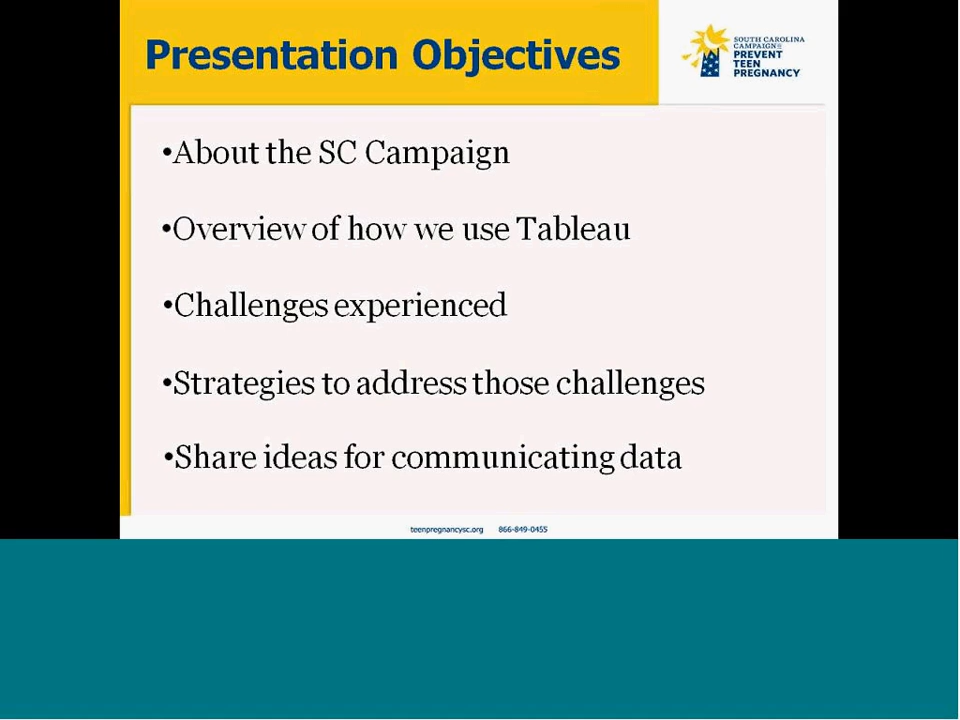 Presentation Objectives
SOUTH CAROLINA
CAMPAIGN TO
PREVENT
TEEN
PREGNANCY
•About the SC Campaign
•Overview of how we use Tableau
•Challenges experienced
•Strategies to address those challenges
•Share ideas for communicating data
teenpregnancysc.org 866-849-0455